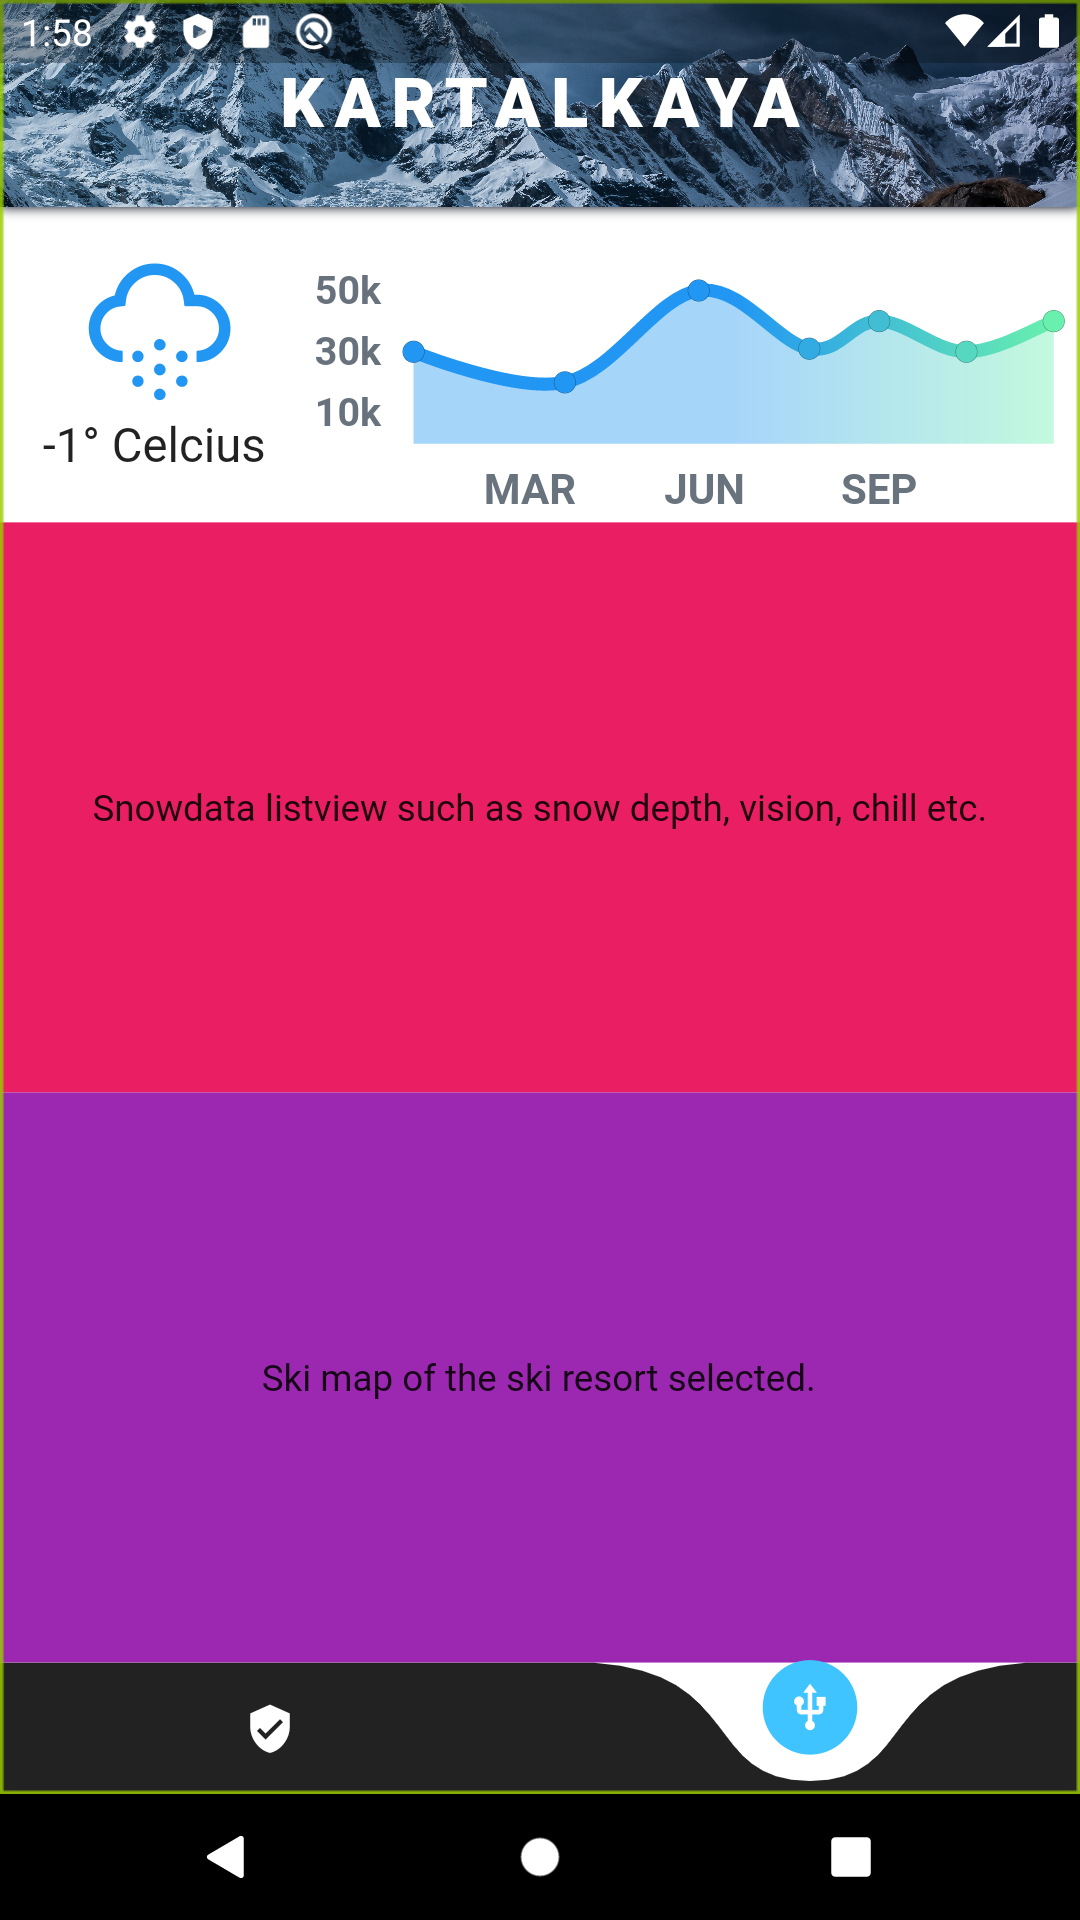 1:58
KARTALKAYA
50k
30k
10k
-1° Celcius
MAR JUN SEP
Snowdata listview such as snow depth, vision, chill etc.
Ski map of the ski resort selected.